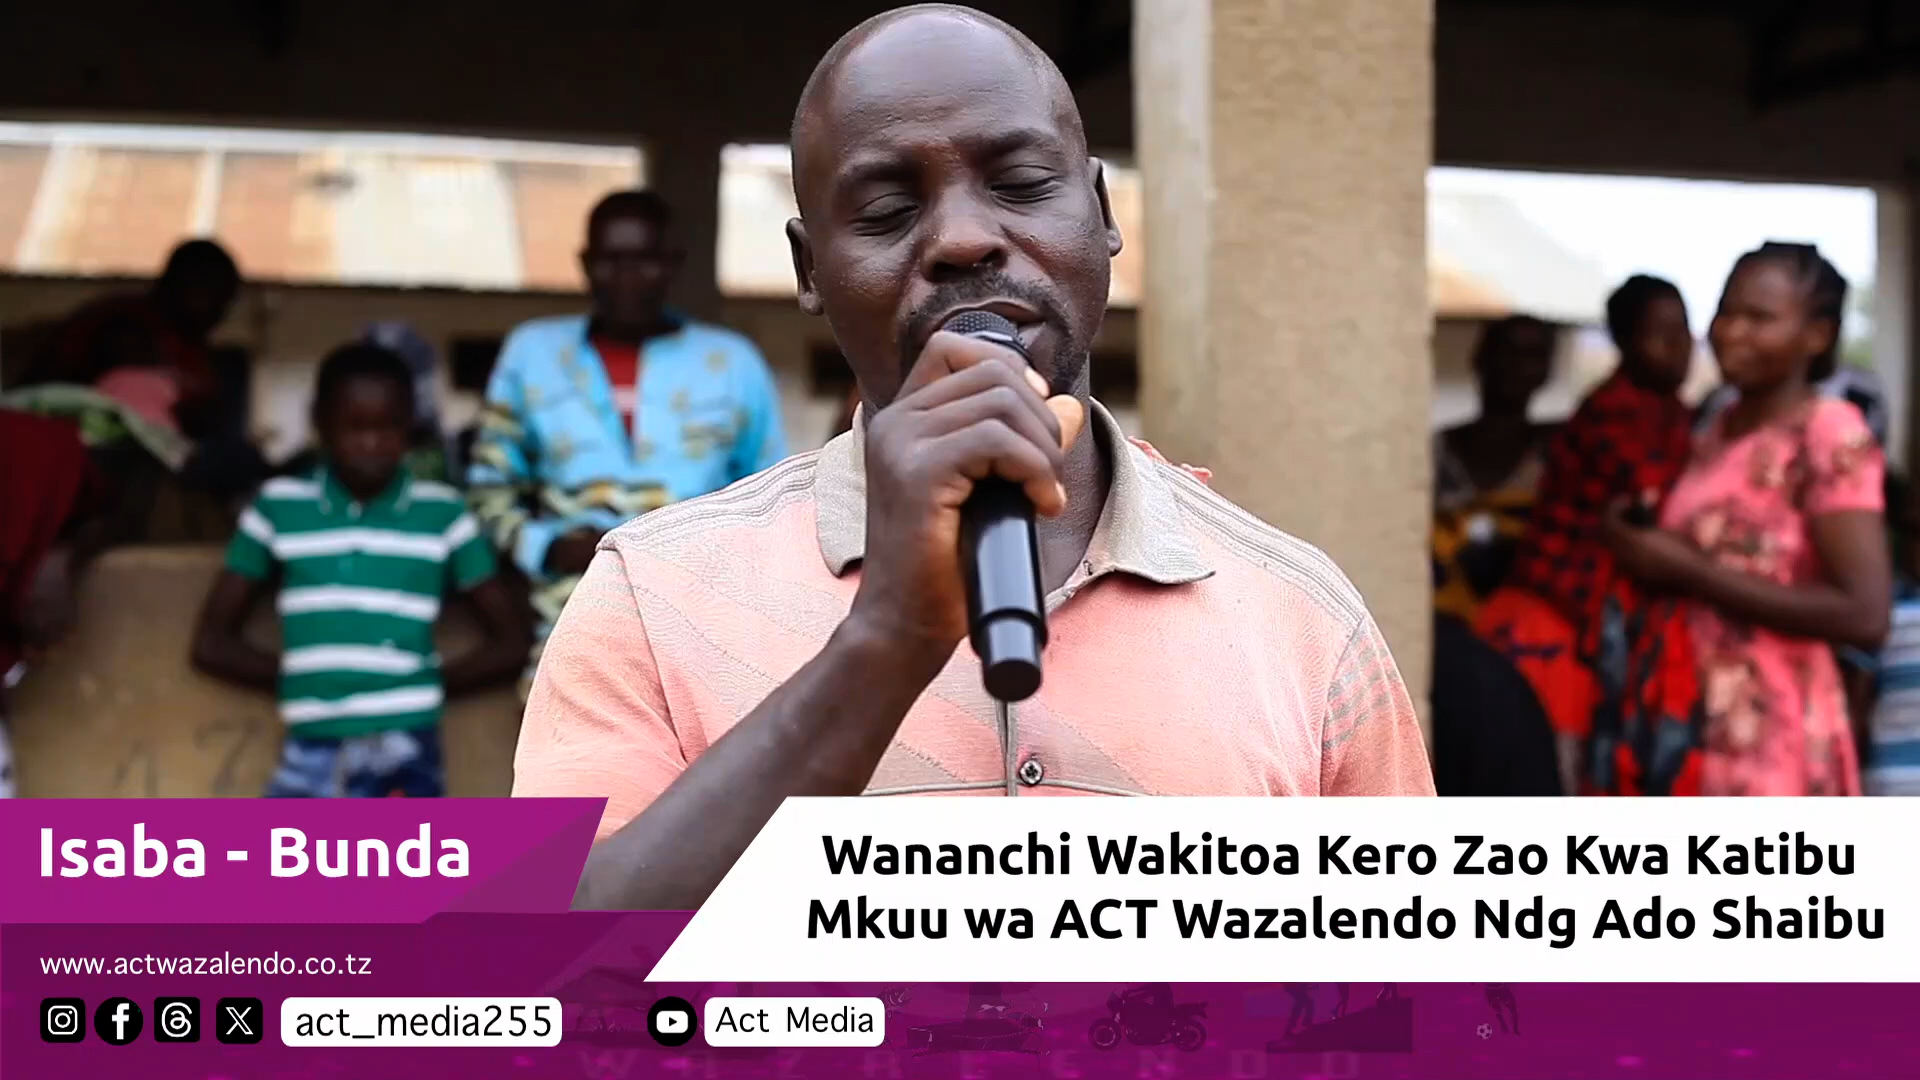 Isaba - Bunda
Wananchi Wakitoa Kero Zao Kwa Katibu
Mkuu wa ACT Wazalendo Ndg Ado Shaibu
www.actwazalendo.co.tz
act_media255
Act Media
WAZALENDO